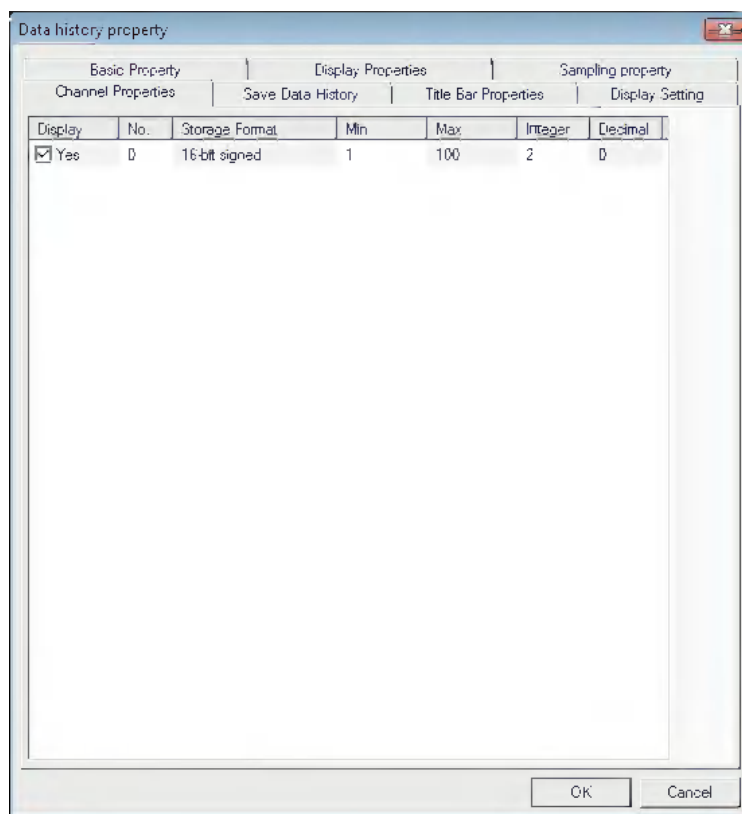 Data history property
Basic Property Display Properties Sampling property
Channel Properties Save Data History Title Bar Properties Display Setting
Display No. Storage Format Min Max Integer Decimal
Yes 0 16-bit signed 1 100 2 0
OK Cancel